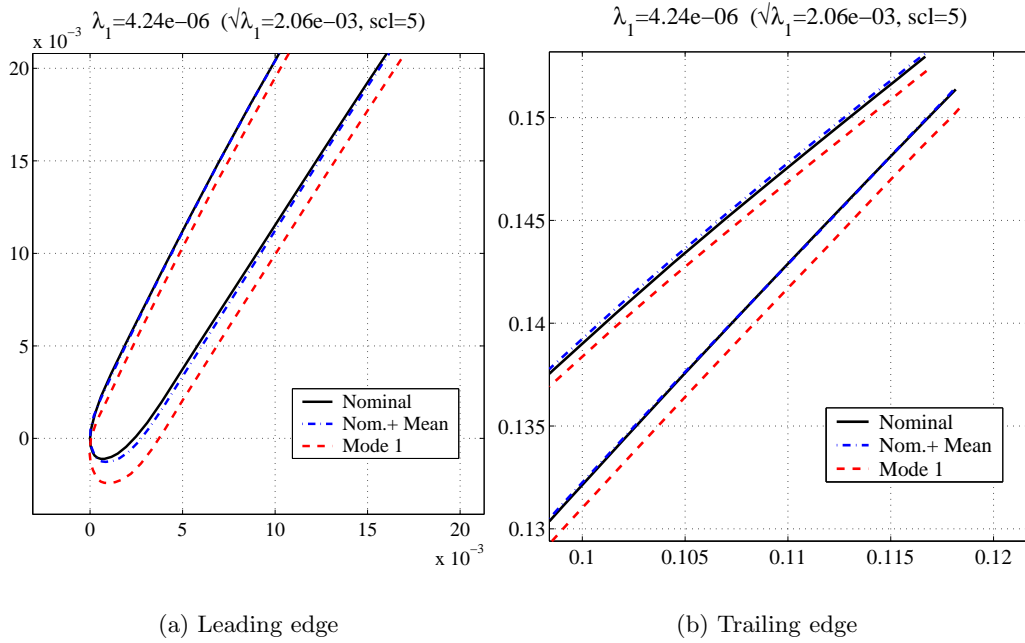 λ1=4.24e−06 (√λ1=2.06e−03, scl=5)
x 10−3
20
15
10
5
0
0
5
10
15
20
x 10−3
Nominal
Nom.+ Mean
Mode 1
(a) Leading edge
λ1=4.24e−06 (√λ1=2.06e−03, scl=5)
0.15
0.145
0.14
0.135
0.13
0.1
0.105
0.11
0.115
0.12
Nominal
Nom.+ Mean
Mode 1
(b) Trailing edge